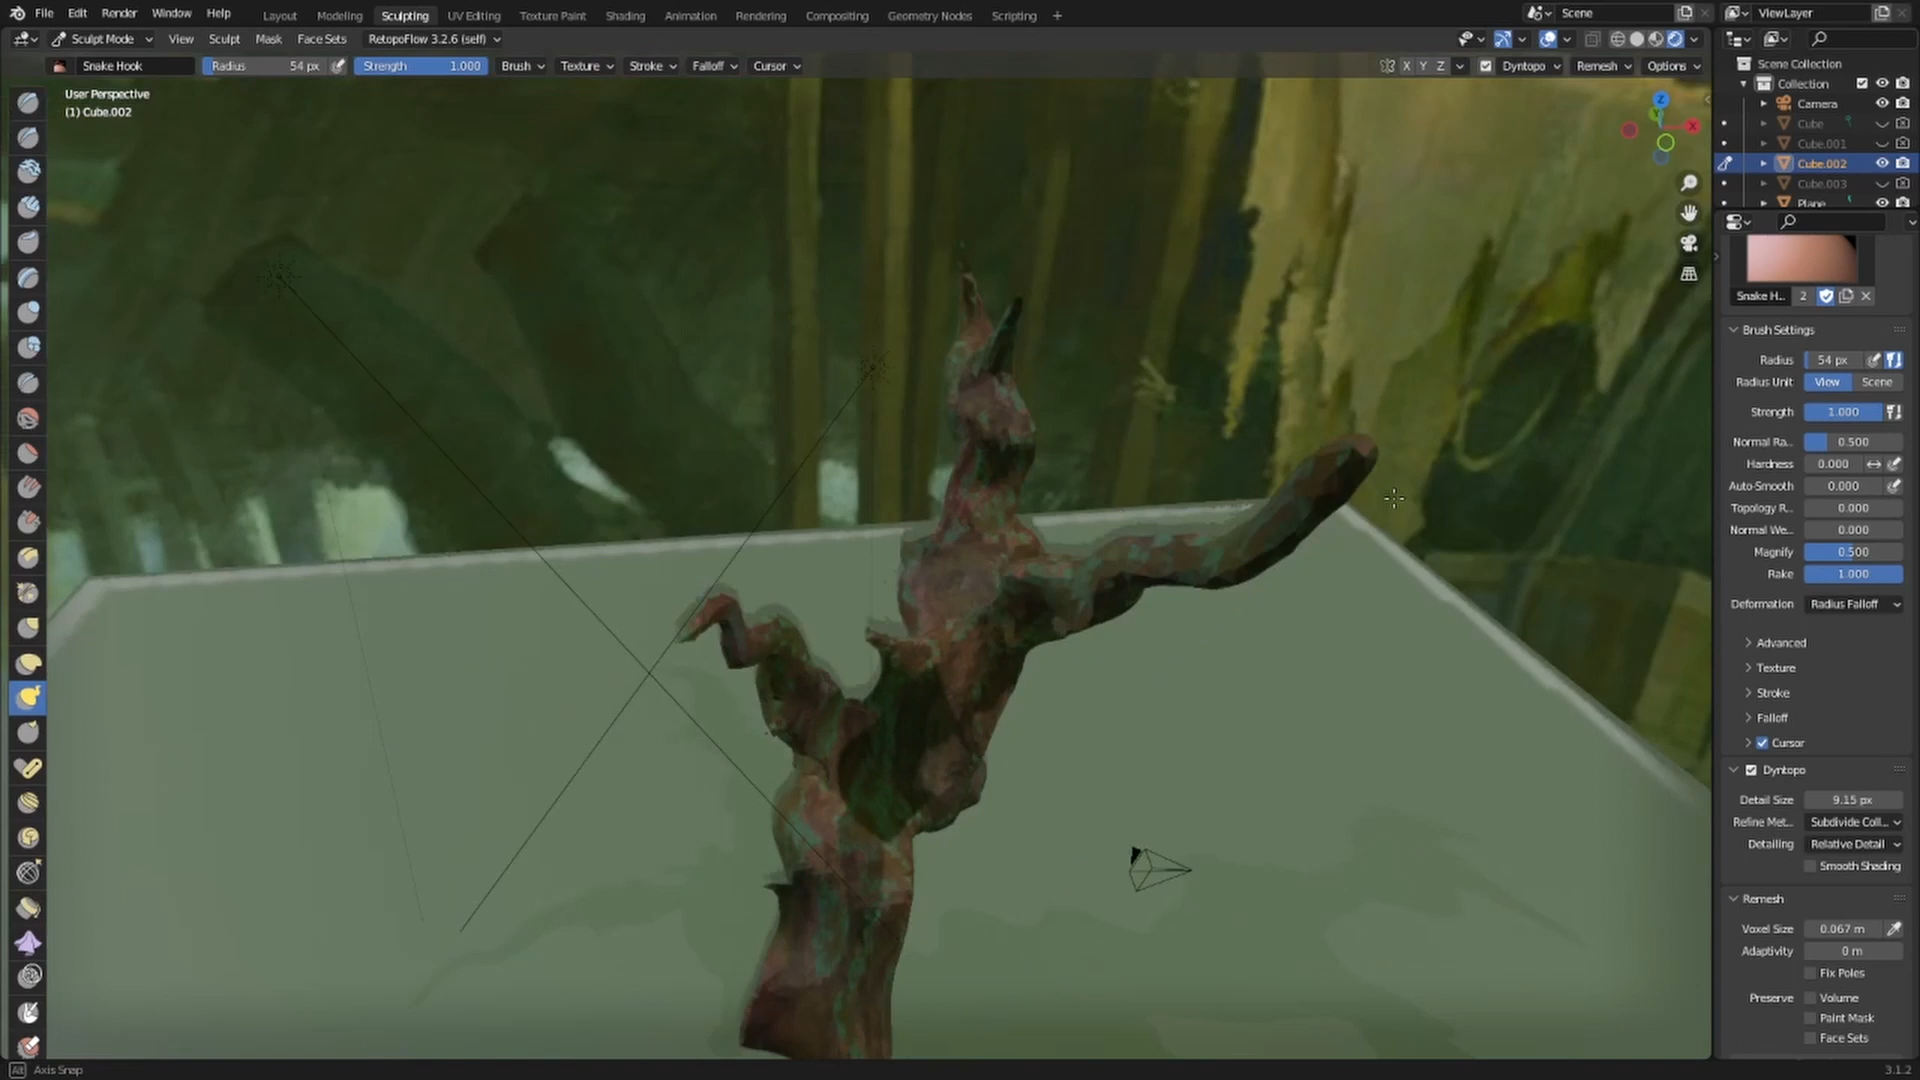 File Edit Render Window Help Layout Modeling Sculpting UV Editing Texture Paint Shading Animation Rendering Compositing Geometry Nodes Scripting + Scene ViewLayer
Sculpt Mode View Sculpt Mask Face Sets RetopoFlow 3.2.6 (self)
Snake Hook Radius 54 px Strength 1.000 Brush Texture Stroke Falloff Cursor X Y Z Dyntopo Remesh Options
User Perspective
(1) Cube.002
Z
X
Scene Collection
Collection
Camera
Cube
Cube.001
Cube.002
Cube.003
Plane
Snake H... 2
Brush Settings
Radius 54 px
Radius Unit View Scene
Strength 1.000
Normal Ra... 0.500
Hardness 0.000
Auto-Smooth 0.000
Topology R... 0.000
Normal We... 0.000
Magnify 0.500
Rake 1.000
Deformation Radius Falloff
Advanced
Texture
Stroke
Falloff
Cursor
Dyntopo
Detail Size 9.15 px
Refine Met... Subdivide Coll...
Detailing Relative Detail
Smooth Shading
Remesh
Voxel Size 0.067 m
Adaptivity 0 m
Fix Poles
Preserve Volume
Paint Mask
Face Sets
Alt Axis Snap 3.1.2